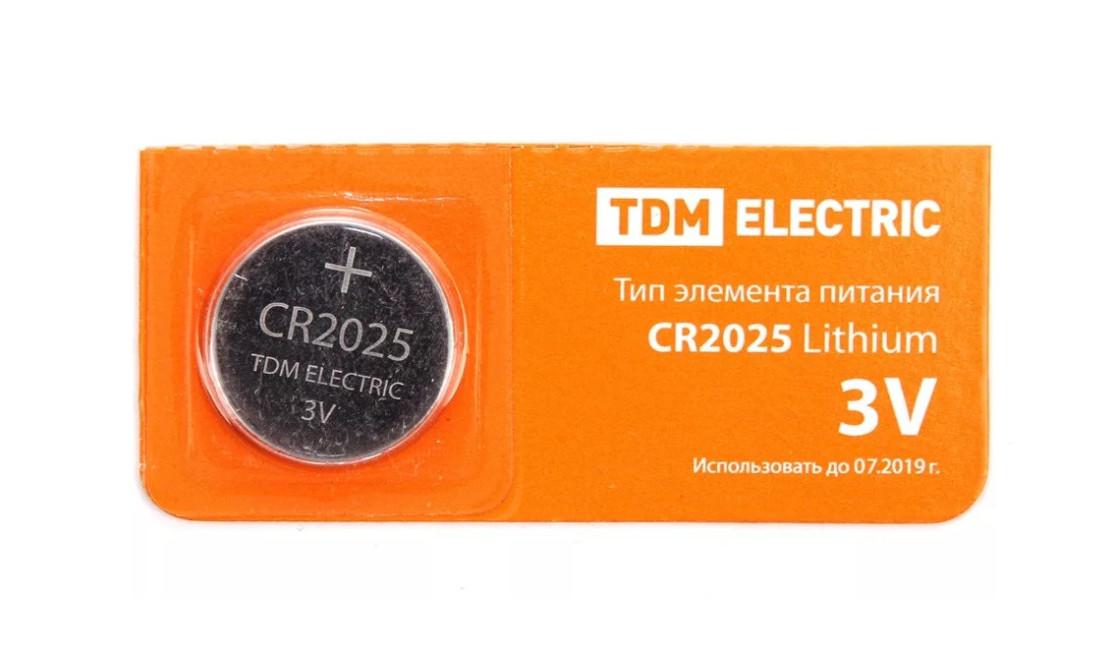 +
CR2025
TDM ELECTRIC
3V
TDM ELECTRIC
Тип элемента питания
CR2025 Lithium
3V
Использовать до 07.2019 г.